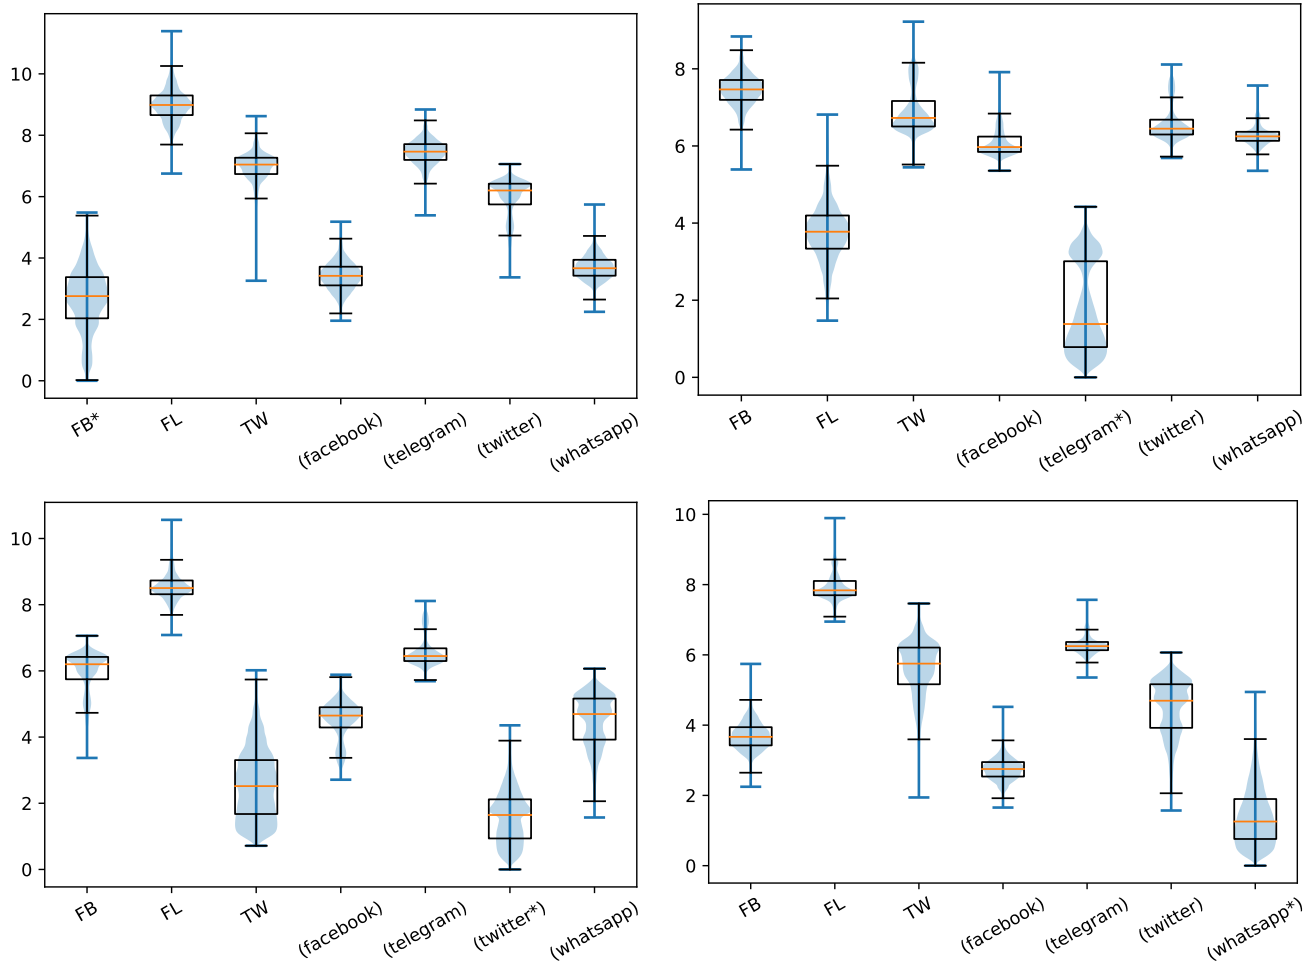 10
8
6
4
2
0
FB*
FL
TW
(facebook)
(telegram)
(twitter)
(whatsapp)
8
6
4
2
0
FB
FL
TW
(facebook)
(telegram*)
(twitter)
(whatsapp)
10
8
6
4
2
0
FB
FL
TW
(facebook)
(telegram)
(twitter*)
(whatsapp)
10
8
6
4
2
0
FB
FL
TW
(facebook)
(telegram)
(twitter)
(whatsapp*)